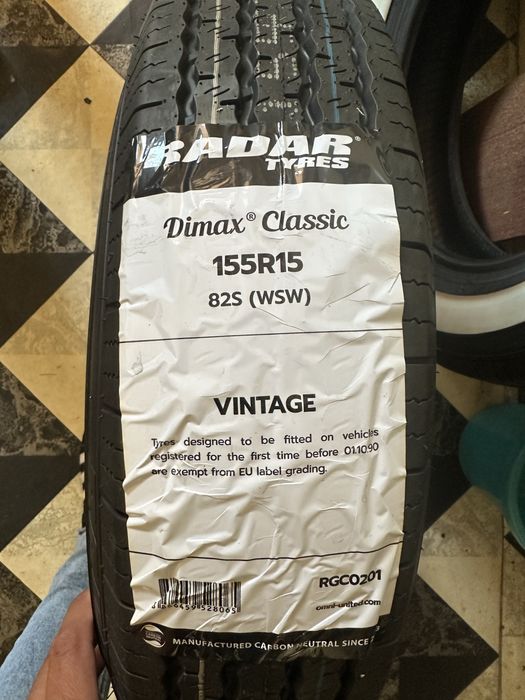 RADAR®
TYRES
Dimax® Classic
155R15
82S (WSW)
VINTAGE
Tyres designed to be fitted on vehicles
registered for the first time before 01.10.90
are exempt from EU label grading.
RGC0201
omni-united.com
MANUFACTURED CARBON NEUTRAL SINCE